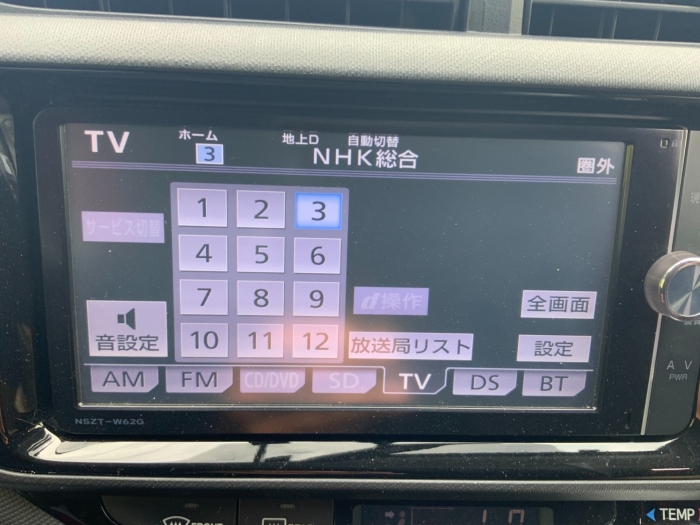 TV ホーム 3 地上D 自動切替 NHK総合 圏外
サービス切替
1 2 3
4 5 6
7 8 9
10 11 12
d操作 全画面
音設定 放送局リスト 設定
AM FM CD/DVD SD TV DS BT
NSZT-W62G
AV
PWR
FRONT
TEMP